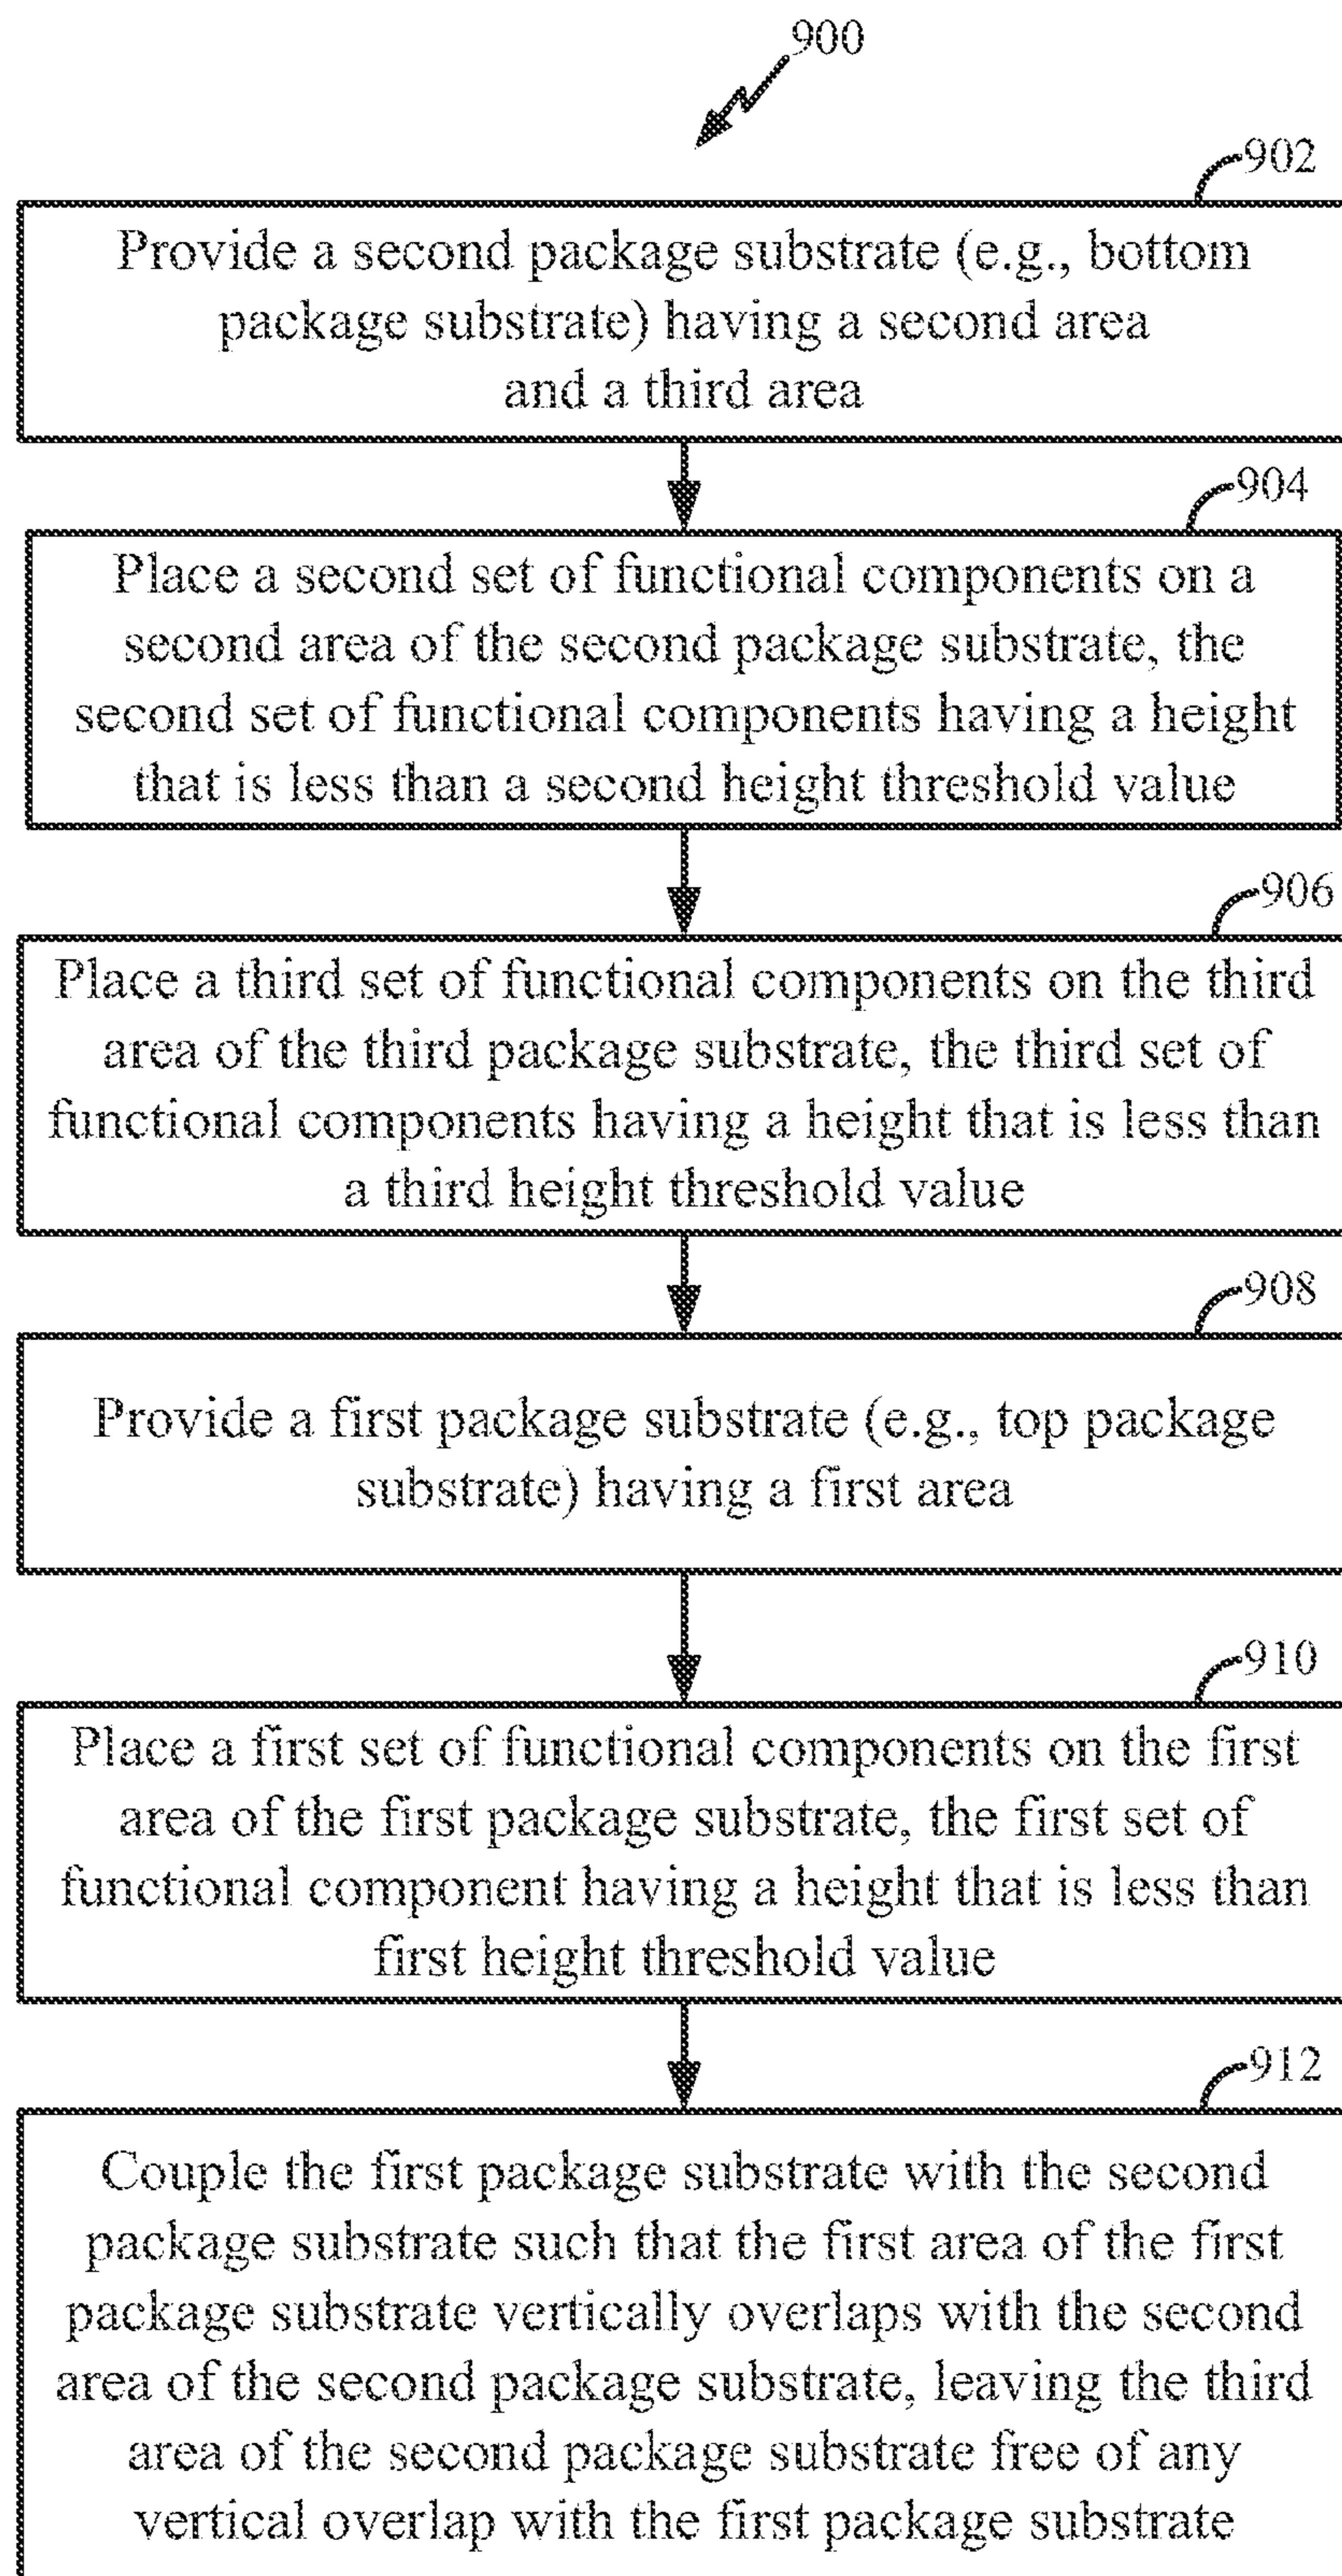 900
902
Provide a second package substrate (e.g., bottom
package substrate) having a second area
and a third area
904
Place a second set of functional components on a
second area of the second package substrate, the
second set of functional components having a height
that is less than a second height threshold value
906
Place a third set of functional components on the third
area of the third package substrate, the third set of
functional components having a height that is less than
a third height threshold value
908
Provide a first package substrate (e.g., top package
substrate) having a first area
910
Place a first set of functional components on the first
area of the first package substrate, the first set of
functional component having a height that is less than
first height threshold value
912
Couple the first package substrate with the second
package substrate such that the first area of the first
package substrate vertically overlaps with the second
area of the second package substrate, leaving the third
area of the second package substrate free of any
vertical overlap with the first package substrate